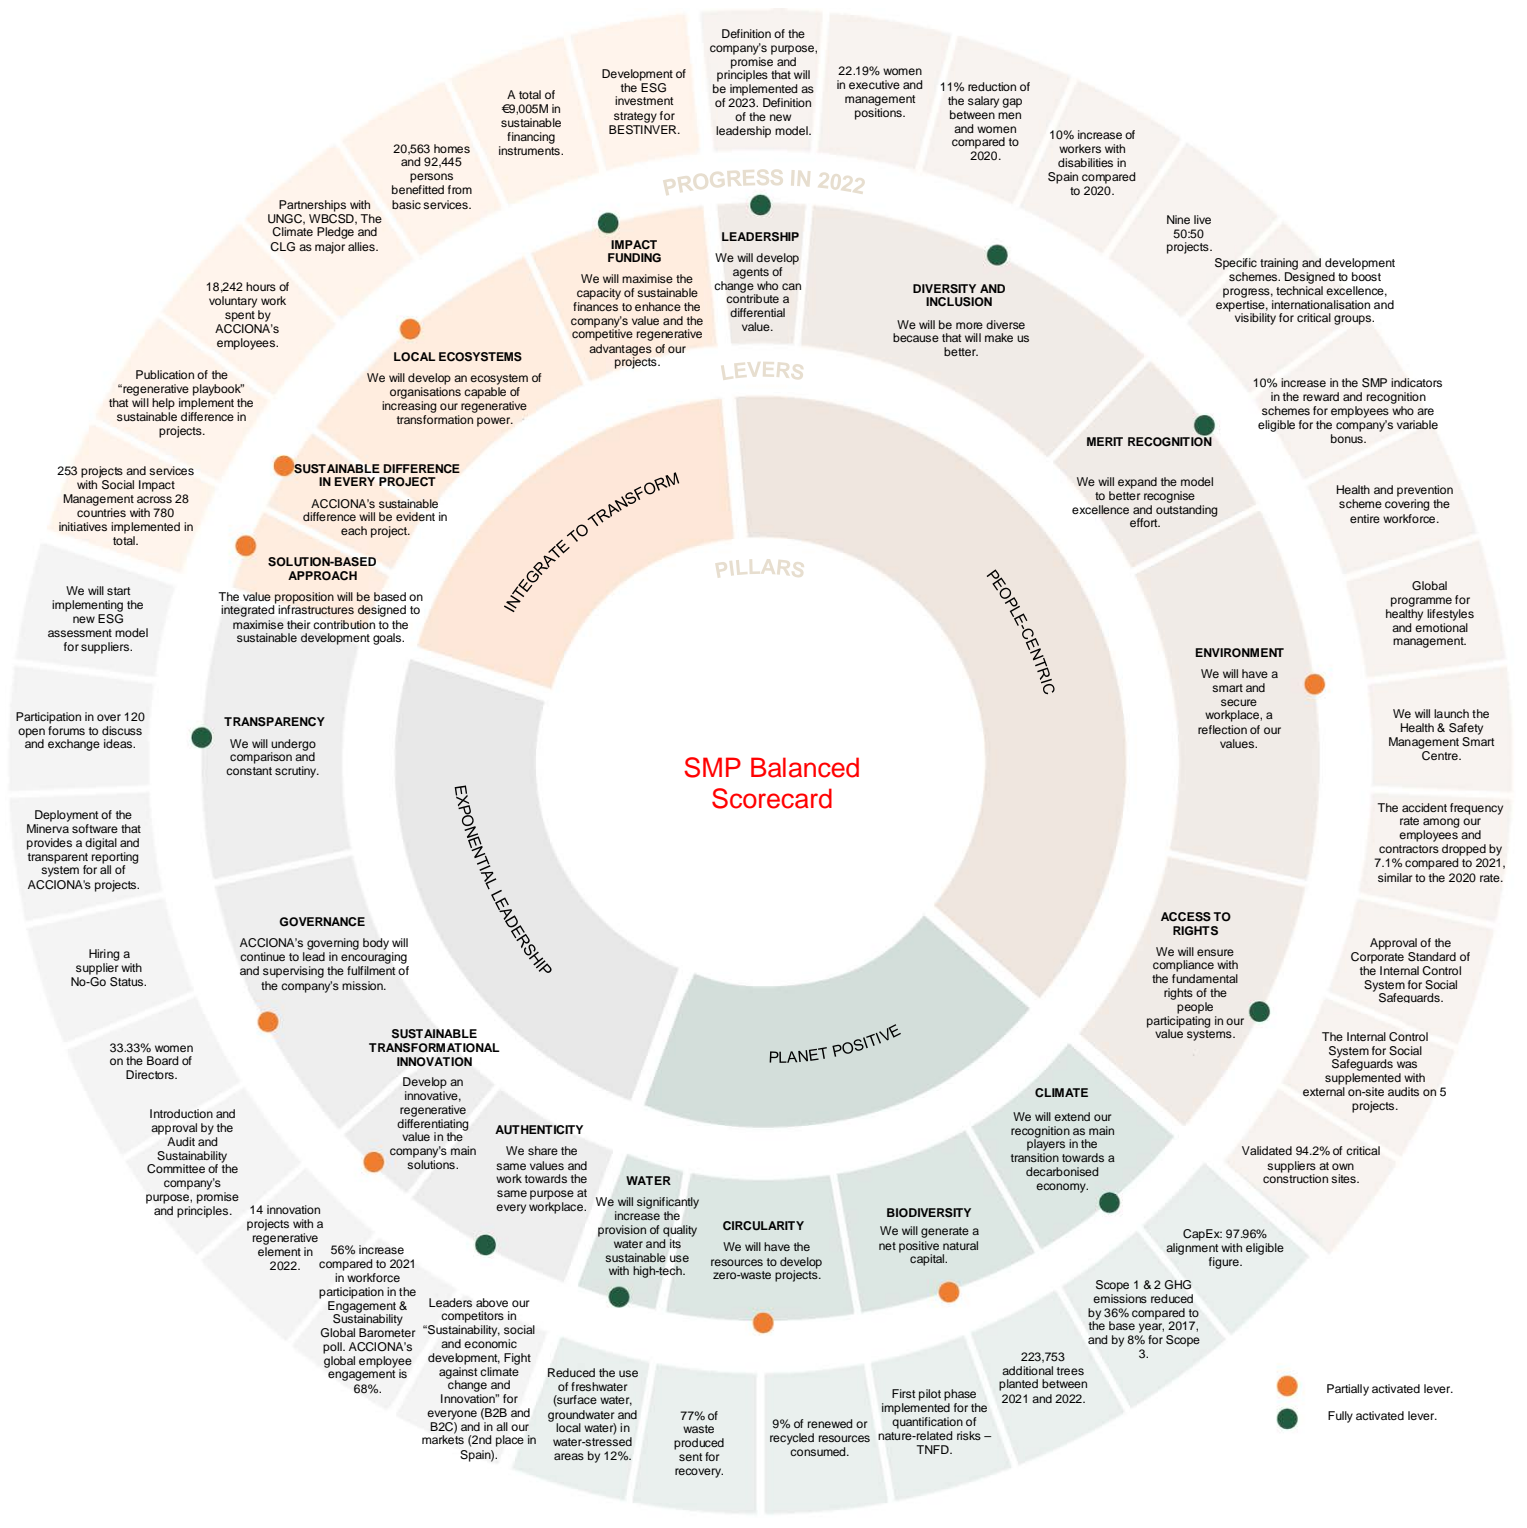 SMP Balanced
Scorecard
PILLARS
PEOPLE-CENTRIC
PLANET POSITIVE
EXPONENTIAL LEADERSHIP
INTEGRATE TO TRANSFORM
LEVERS
LEADERSHIP
We will develop
agents of
change who can
contribute a
differential
value.
DIVERSITY AND
INCLUSION
We will be more diverse
because that will make us
better.
MERIT RECOGNITION
We will expand the model
to better recognise
excellence and outstanding
effort.
ENVIRONMENT
We will have a
smart and
secure
workplace, a
reflection of our
values.
ACCESS TO
RIGHTS
We will ensure
compliance with
the fundamental
rights of the
people
participating in our
value systems.
CLIMATE
We will extend our
recognition as main
players in the
transition towards a
decarbonised
economy.
BIODIVERSITY
We will generate a
net positive natural
capital.
CIRCULARITY
We will have the
resources to develop
zero-waste projects.
WATER
We will significantly
increase the
provision of quality
water and its
sustainable use
with high-tech.
AUTHENTICITY
We share the
same values and
work towards the
same purpose at
every workplace.
SUSTAINABLE
TRANSFORMATIONAL
INNOVATION
Develop an
innovative,
regenerative
differentiating
value in the
company's main
solutions.
GOVERNANCE
ACCIONA's governing body will
continue to lead in encouraging
and supervising the fulfilment of
the company's mission.
TRANSPARENCY
We will undergo
comparison and
constant scrutiny.
SOLUTION-BASED
APPROACH
The value proposition will be based on
integrated infrastructures designed to
maximise their contribution to the
sustainable development goals.
SUSTAINABLE DIFFERENCE
IN EVERY PROJECT
ACCIONA's sustainable
difference will be evident in
each project.
LOCAL ECOSYSTEMS
We will develop an ecosystem of
organisations capable of
increasing our regenerative
transformation power.
IMPACT
FUNDING
We will maximise the
capacity of sustainable
finances to enhance the
company's value and the
competitive regenerative
advantages of our
projects.
PROGRESS IN 2022
Definition of the
company's purpose,
promise and
principles that will
be implemented as
of 2023. Definition
of the new
leadership model.
22.19% women
in executive and
management
positions.
11% reduction of
the salary gap
between men
and women
compared to
2020.
10% increase of
workers with
disabilities in
Spain compared
to 2020.
Nine live
50:50
projects.
Specific training and development
schemes. Designed to boost
progress, technical excellence,
expertise, internationalisation and
visibility for critical groups.
10% increase in the SMP indicators
in the reward and recognition
schemes for employees who are
eligible for the company's variable
bonus.
Health and prevention
scheme covering the
entire workforce.
Global
programme for
healthy lifestyles
and emotional
management.
We will launch the
Health & Safety
Management Smart
Centre.
The accident frequency
rate among our
employees and
contractors dropped by
7.1% compared to 2021,
similar to the 2020 rate.
Approval of the
Corporate Standard of
the Internal Control
System for Social
Safeguards.
The Internal Control
System for Social
Safeguards was
supplemented with
external on-site audits on 5
projects.
Validated 94.2% of critical
suppliers at own
construction sites.
CapEx: 97.96%
alignment with eligible
figure.
Scope 1 & 2 GHG
emissions reduced
by 36% compared to
the base year, 2017,
and by 8% for Scope
3.
223,753
additional trees
planted between
2021 and 2022.
First pilot phase
implemented for the
quantification of
nature-related risks –
TNFD.
9% of renewed or
recycled resources
consumed.
77% of
waste
produced
sent for
recovery.
Reduced the use
of freshwater
(surface water,
groundwater and
local water) in
water-stressed
areas by 12%.
Leaders above our
competitors in
"Sustainability, social
and economic
development, Fight
against climate
change and
Innovation" for
everyone (B2B and
B2C) and in all our
markets (2nd place in
Spain).
56% increase
compared to 2021
in workforce
participation in the
Engagement &
Sustainability
Global Barometer
poll. ACCIONA's
global employee
engagement is
68%.
14 innovation
projects with a
regenerative
element in
2022.
Introduction and
approval by the
Audit and
Sustainability
Committee of the
company's
purpose, promise
and principles.
33.33% women
on the Board of
Directors.
Hiring a
supplier with
No-Go Status.
Deployment of the
Minerva software that
provides a digital and
transparent reporting
system for all of
ACCIONA's projects.
Participation in over 120
open forums to discuss
and exchange ideas.
We will start
implementing the
new ESG
assessment model
for suppliers.
253 projects and services
with Social Impact
Management across 28
countries with 780
initiatives implemented in
total.
Publication of the
"regenerative playbook"
that will help implement the
sustainable difference in
projects.
18,242 hours of
voluntary work
spent by
ACCIONA's
employees.
Partnerships with
UNGC, WBCSD, The
Climate Pledge and
CLG as major allies.
20,563 homes
and 92,445
persons
benefitted from
basic services.
A total of
€9,005M in
sustainable
financing
instruments.
Development of
the ESG
investment
strategy for
BESTINVER.
Partially activated lever.
Fully activated lever.